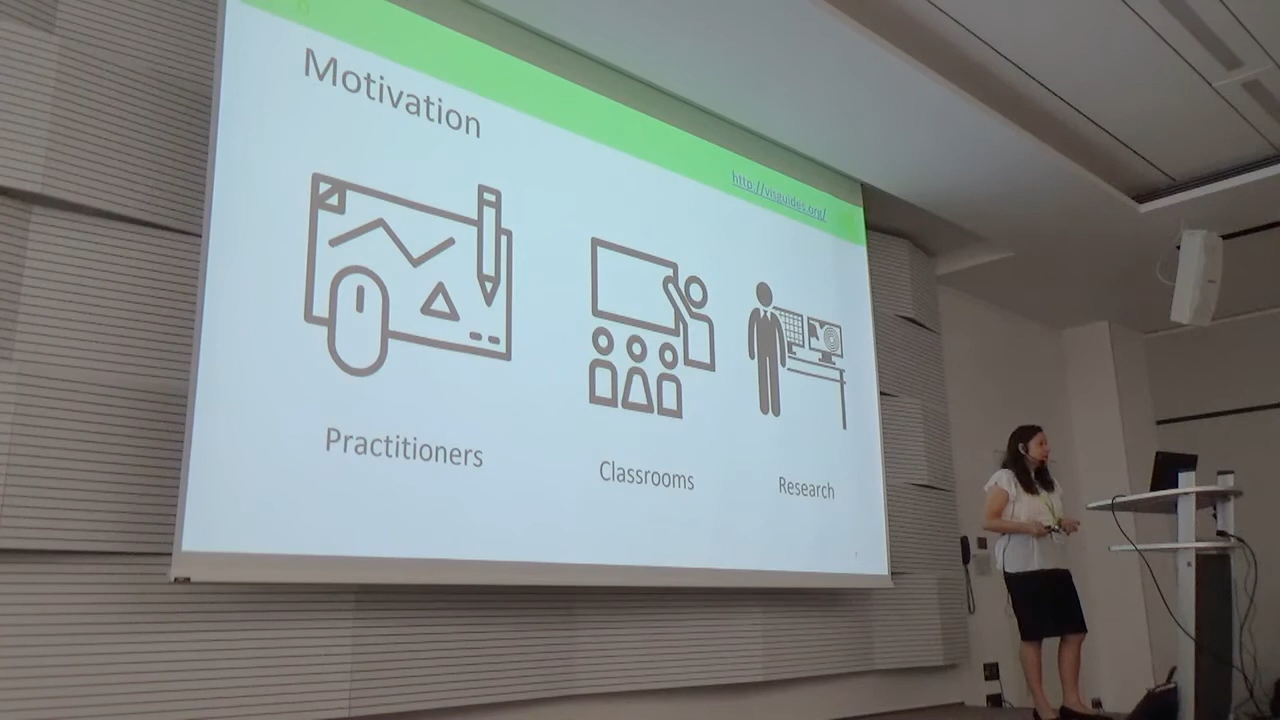 Motivation
http://visguides.org/
Practitioners
Classrooms
Research